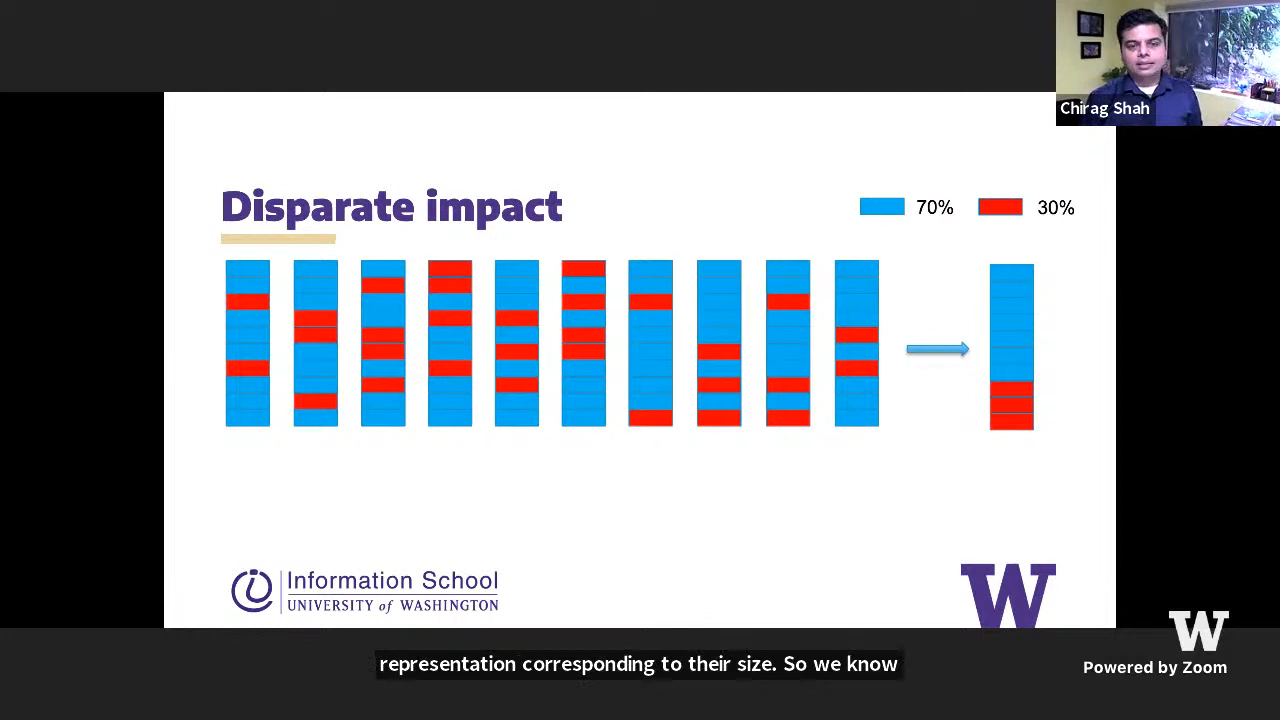 Chirag Shah
Disparate impact
70%
30%
Information School
UNIVERSITY of WASHINGTON
W
representation corresponding to their size. So we know
W
Powered by Zoom